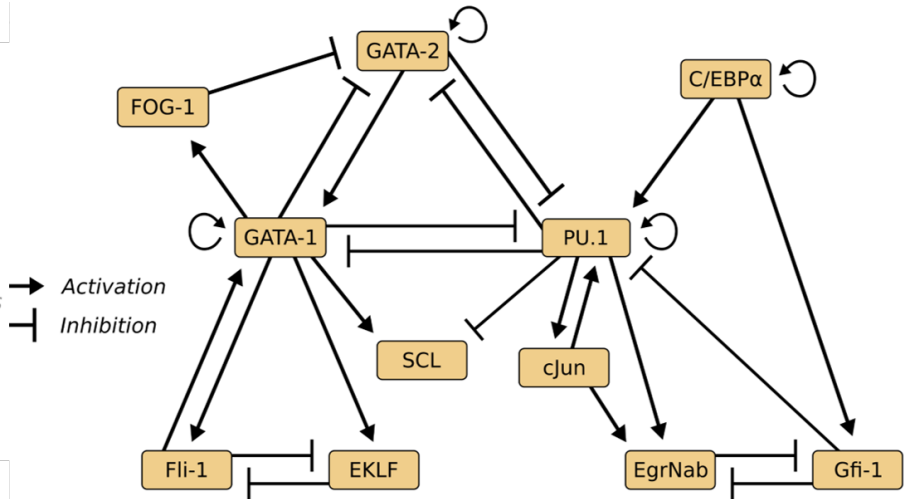 GATA-2
C/EBPα
FOG-1
GATA-1
PU.1
Activation
Inhibition
SCL
cJun
Fli-1
EKLF
EgrNab
Gfi-1